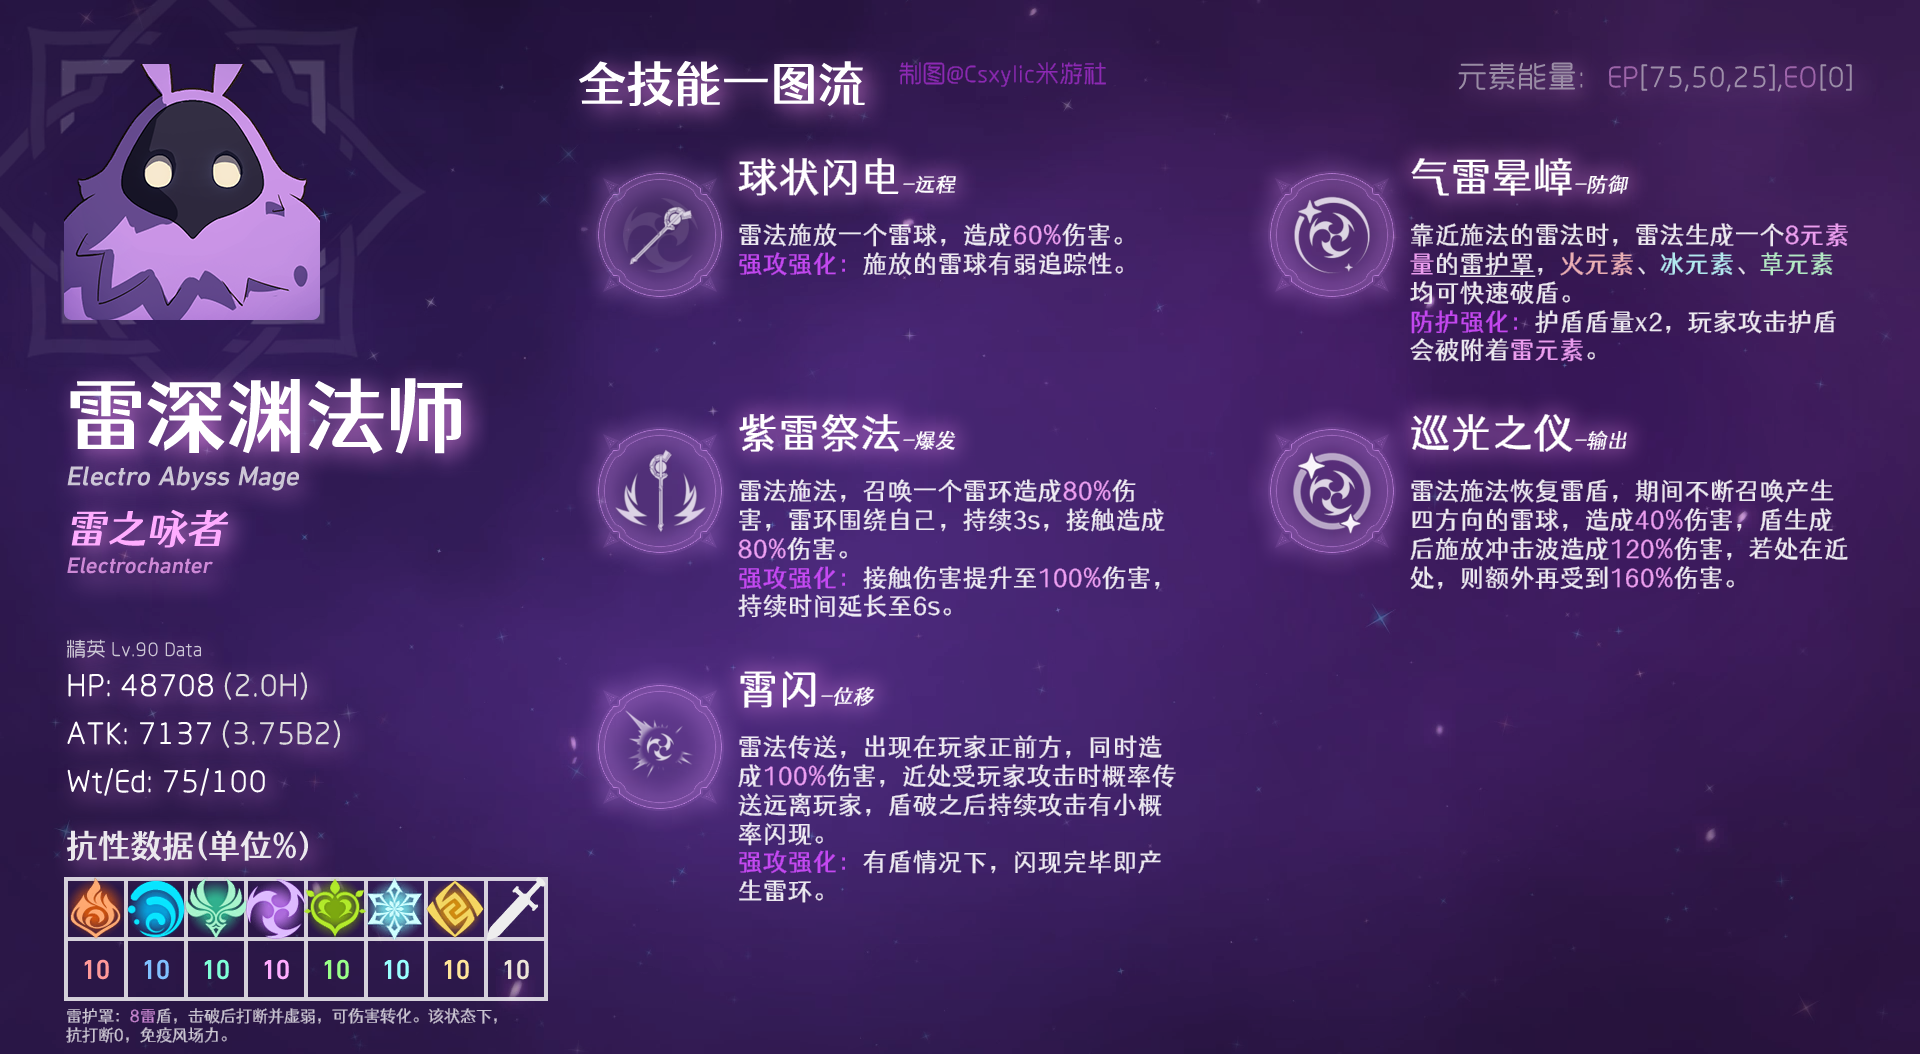 全技能一图流
制图@Csxylic米游社
元素能量： EP[75,50,25],EO[0]
雷深渊法师
Electro Abyss Mage
雷之咏者
Electrochanter
精英 Lv.90 Data
HP: 48708 (2.0H)
ATK: 7137 (3.75B2)
Wt/Ed: 75/100
抗性数据(单位%)
10 10 10 10 10 10 10 10
雷护罩：8雷盾，击破后打断并虚弱，可伤害转化。该状态下，
抗打断0，免疫风场力。
球状闪电-远程
雷法施放一个雷球，造成60%伤害。
强攻强化：施放的雷球有弱追踪性。
紫雷祭法-爆发
雷法施法，召唤一个雷环造成80%伤
害，雷环围绕自己，持续3s，接触造成
80%伤害。
强攻强化：接触伤害提升至100%伤害，
持续时间延长至6s。
霄闪-位移
雷法传送，出现在玩家正前方，同时造
成100%伤害，近处受玩家攻击时概率传
送远离玩家，盾破之后持续攻击有小概
率闪现。
强攻强化：有盾情况下，闪现完毕即产
生雷环。
气雷晕嶂-防御
靠近施法的雷法时，雷法生成一个8元素
量的雷护罩，火元素、冰元素、草元素
均可快速破盾。
防护强化：护盾盾量x2，玩家攻击护盾
会被附着雷元素。
巡光之仪-输出
雷法施法恢复雷盾，期间不断召唤产生
四方向的雷球，造成40%伤害，盾生成
后施放冲击波造成120%伤害，若处在近
处，则额外再受到160%伤害。